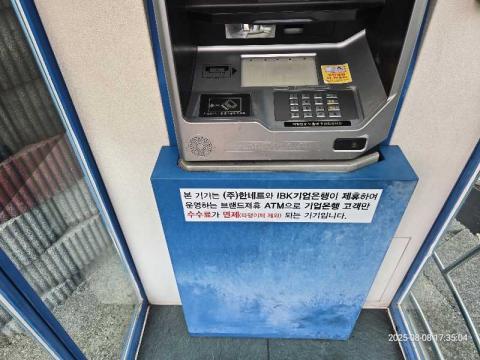 본 기기는 (주)한네트와 IBK기업은행이 제휴하여
운영하는 브랜드제휴 ATM으로 기업은행 고객만
수수료가 면제(타행이체 제외) 되는 기기입니다.
2025-08-08 17:35:04